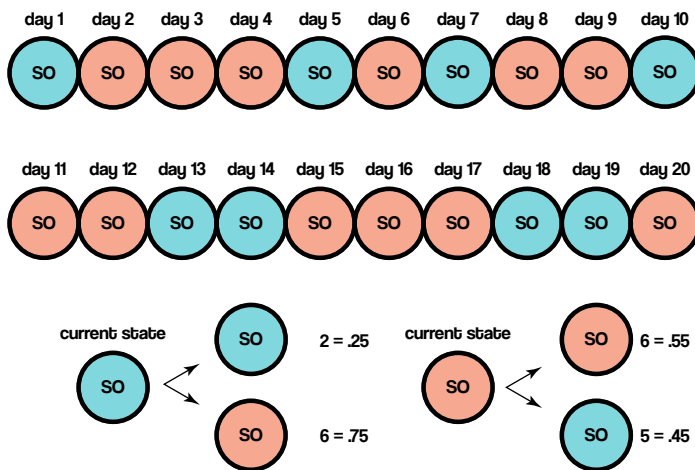 day 1 day 2 day 3 day 4 day 5 day 6 day 7 day 8 day 9 day 10
SO SO SO SO SO SO SO SO SO SO
day 11 day 12 day 13 day 14 day 15 day 16 day 17 day 18 day 19 day 20
SO SO SO SO SO SO SO SO SO SO
current state
SO
SO
2 = .25
SO
6 = .75
current state
SO
SO
6 = .55
SO
5 = .45